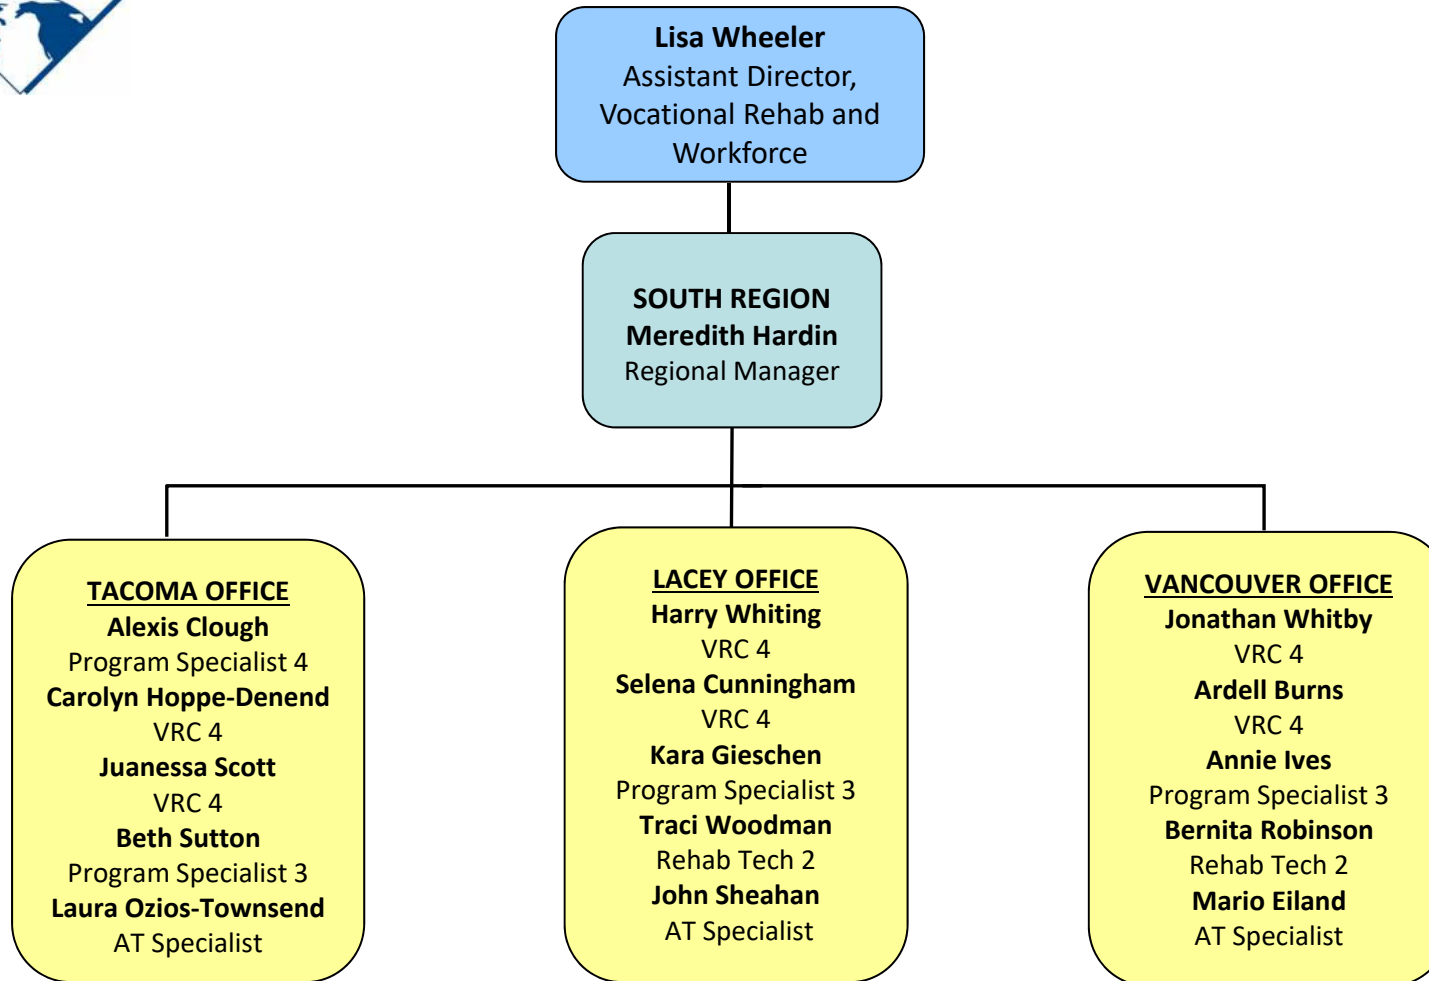 Lisa Wheeler
Assistant Director,
Vocational Rehab and
Workforce
SOUTH REGION
Meredith Hardin
Regional Manager
TACOMA OFFICE
Alexis Clough
Program Specialist 4
Carolyn Hoppe-Denend
VRC 4
Juanessa Scott
VRC 4
Beth Sutton
Program Specialist 3
Laura Ozios-Townsend
AT Specialist
LACEY OFFICE
Harry Whiting
VRC 4
Selena Cunningham
VRC 4
Kara Gieschen
Program Specialist 3
Traci Woodman
Rehab Tech 2
John Sheahan
AT Specialist
VANCOUVER OFFICE
Jonathan Whitby
VRC 4
Ardell Burns
VRC 4
Annie Ives
Program Specialist 3
Bernita Robinson
Rehab Tech 2
Mario Eiland
AT Specialist